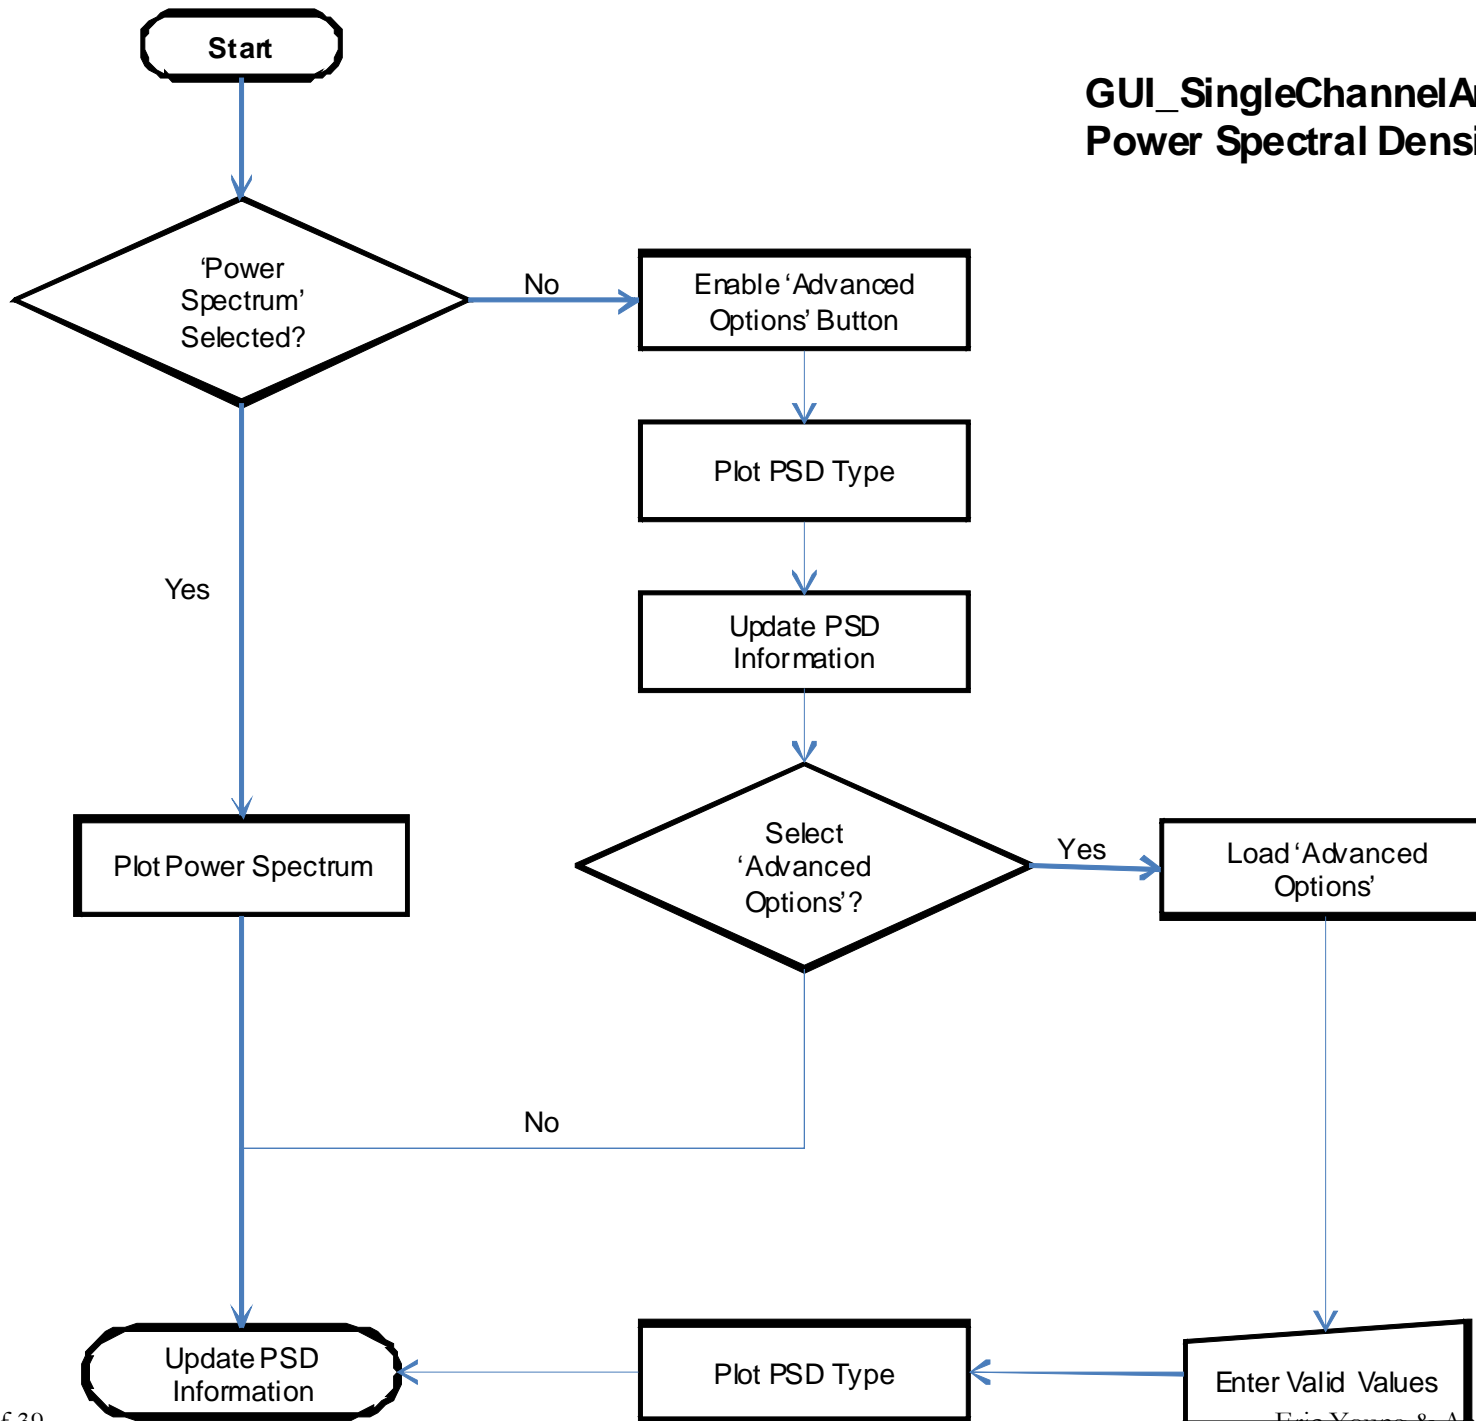 Start
GUI_SingleChannelA
Power Spectral Densi
‘Power
Spectrum’
Selected?
No
Enable ‘Advanced
Options’ Button
Plot PSD Type
Yes
Update PSD
Information
Plot Power Spectrum
Select
‘Advanced
Options’?
Yes
Load ‘Advanced
Options’
No
Update PSD
Information
Plot PSD Type
Enter Valid Values
f 39